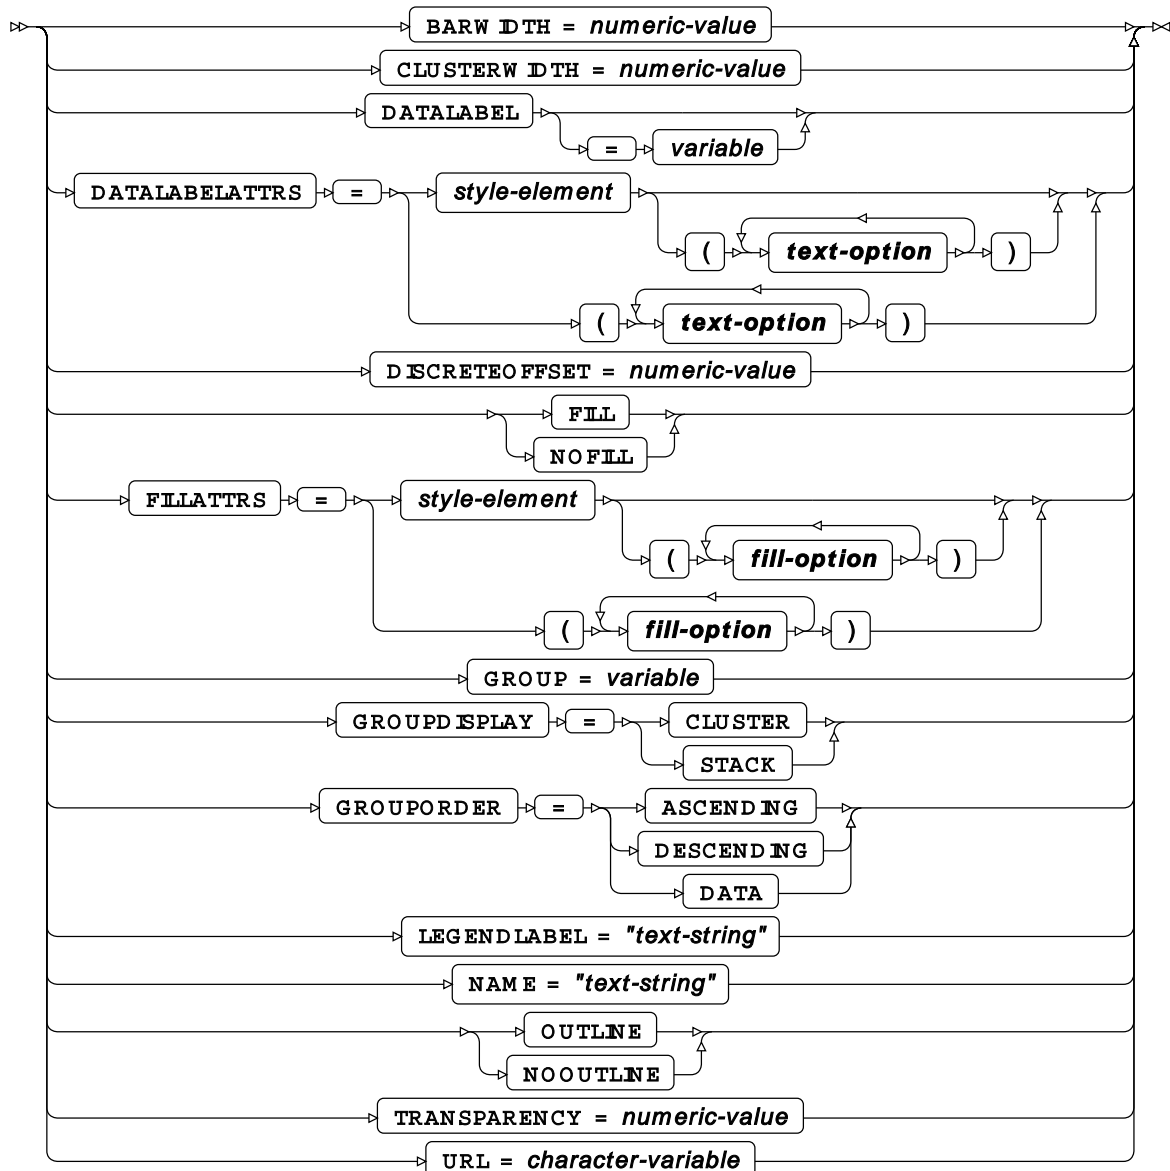 BARWIDTH = numeric-value
CLUSTERWIDTH = numeric-value
DATALABEL
= variable
DATALABELATTRS = style-element
( text-option )
( text-option )
DISCRETEOFFSET = numeric-value
FILL
NOFILL
FILLATTRS = style-element
( fill-option )
( fill-option )
GROUP = variable
GROUPDISPLAY = CLUSTER
STACK
GROUPORDER = ASCENDING
DESCENDING
DATA
LEGENDLABEL = "text-string"
NAME = "text-string"
OUTLINE
NOOUTLINE
TRANSPARENCY = numeric-value
URL = character-variable